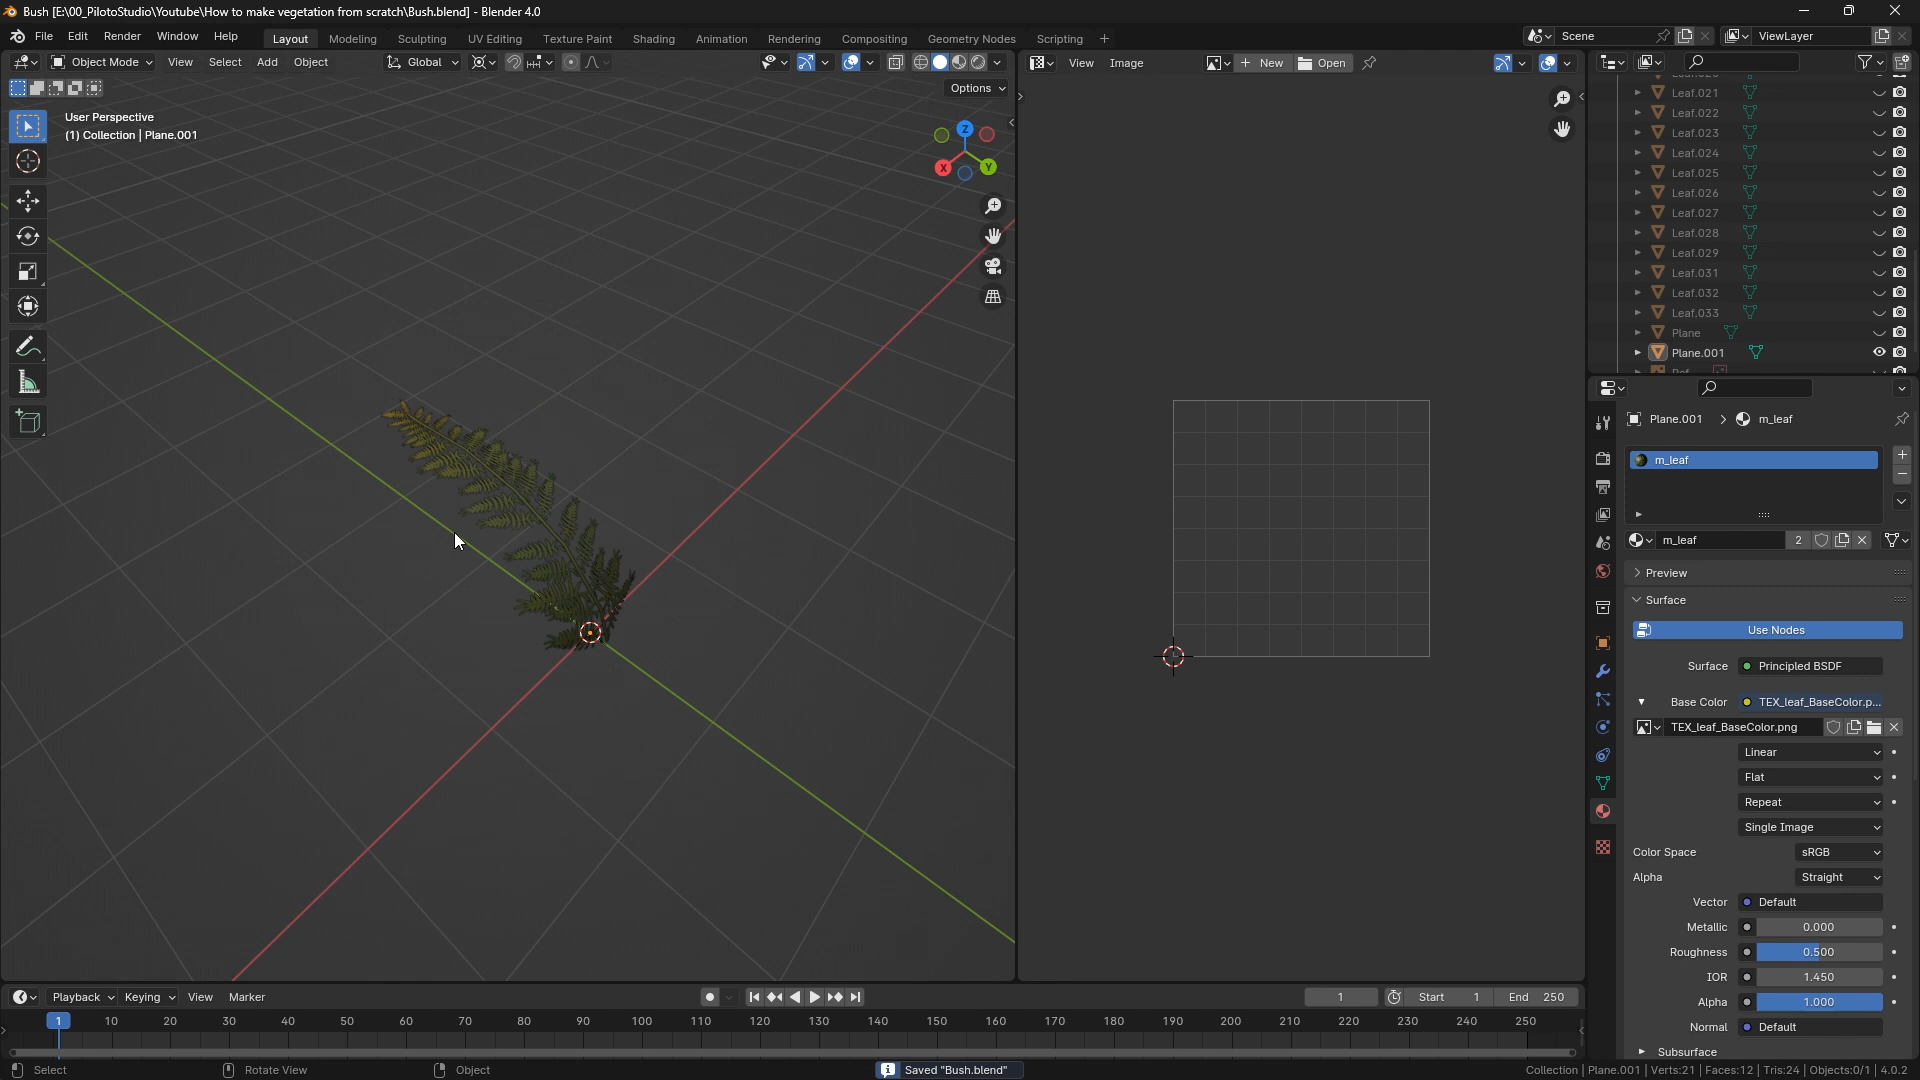 Bush [E:\00_PilotoStudio\Youtube\How to make vegetation from scratch\Bush.blend] - Blender 4.0
File Edit Render Window Help Layout Modeling Sculpting UV Editing Texture Paint Shading Animation Rendering Compositing Geometry Nodes Scripting + Scene ViewLayer
Object Mode View Select Add Object Global View Image New Open
Options
User Perspective
(1) Collection | Plane.001
Z
X Y
Leaf.021
Leaf.022
Leaf.023
Leaf.024
Leaf.025
Leaf.026
Leaf.027
Leaf.028
Leaf.029
Leaf.031
Leaf.032
Leaf.033
Plane
Plane.001
Plane.001 > m_leaf
m_leaf
m_leaf 2
Preview
Surface
Use Nodes
Surface Principled BSDF
Base Color TEX_leaf_BaseColor.p...
TEX_leaf_BaseColor.png
Linear
Flat
Repeat
Single Image
Color Space sRGB
Alpha Straight
Vector Default
Metallic 0.000
Roughness 0.500
IOR 1.450
Alpha 1.000
Normal Default
Subsurface
Playback Keying View Marker 1 Start 1 End 250
1 10 20 30 40 50 60 70 80 90 100 110 120 130 140 150 160 170 180 190 200 210 220 230 240 250
Select Rotate View Object Saved "Bush.blend" Collection | Plane.001 | Verts:21 | Faces:12 | Tris:24 | Objects:0/1 | 4.0.2